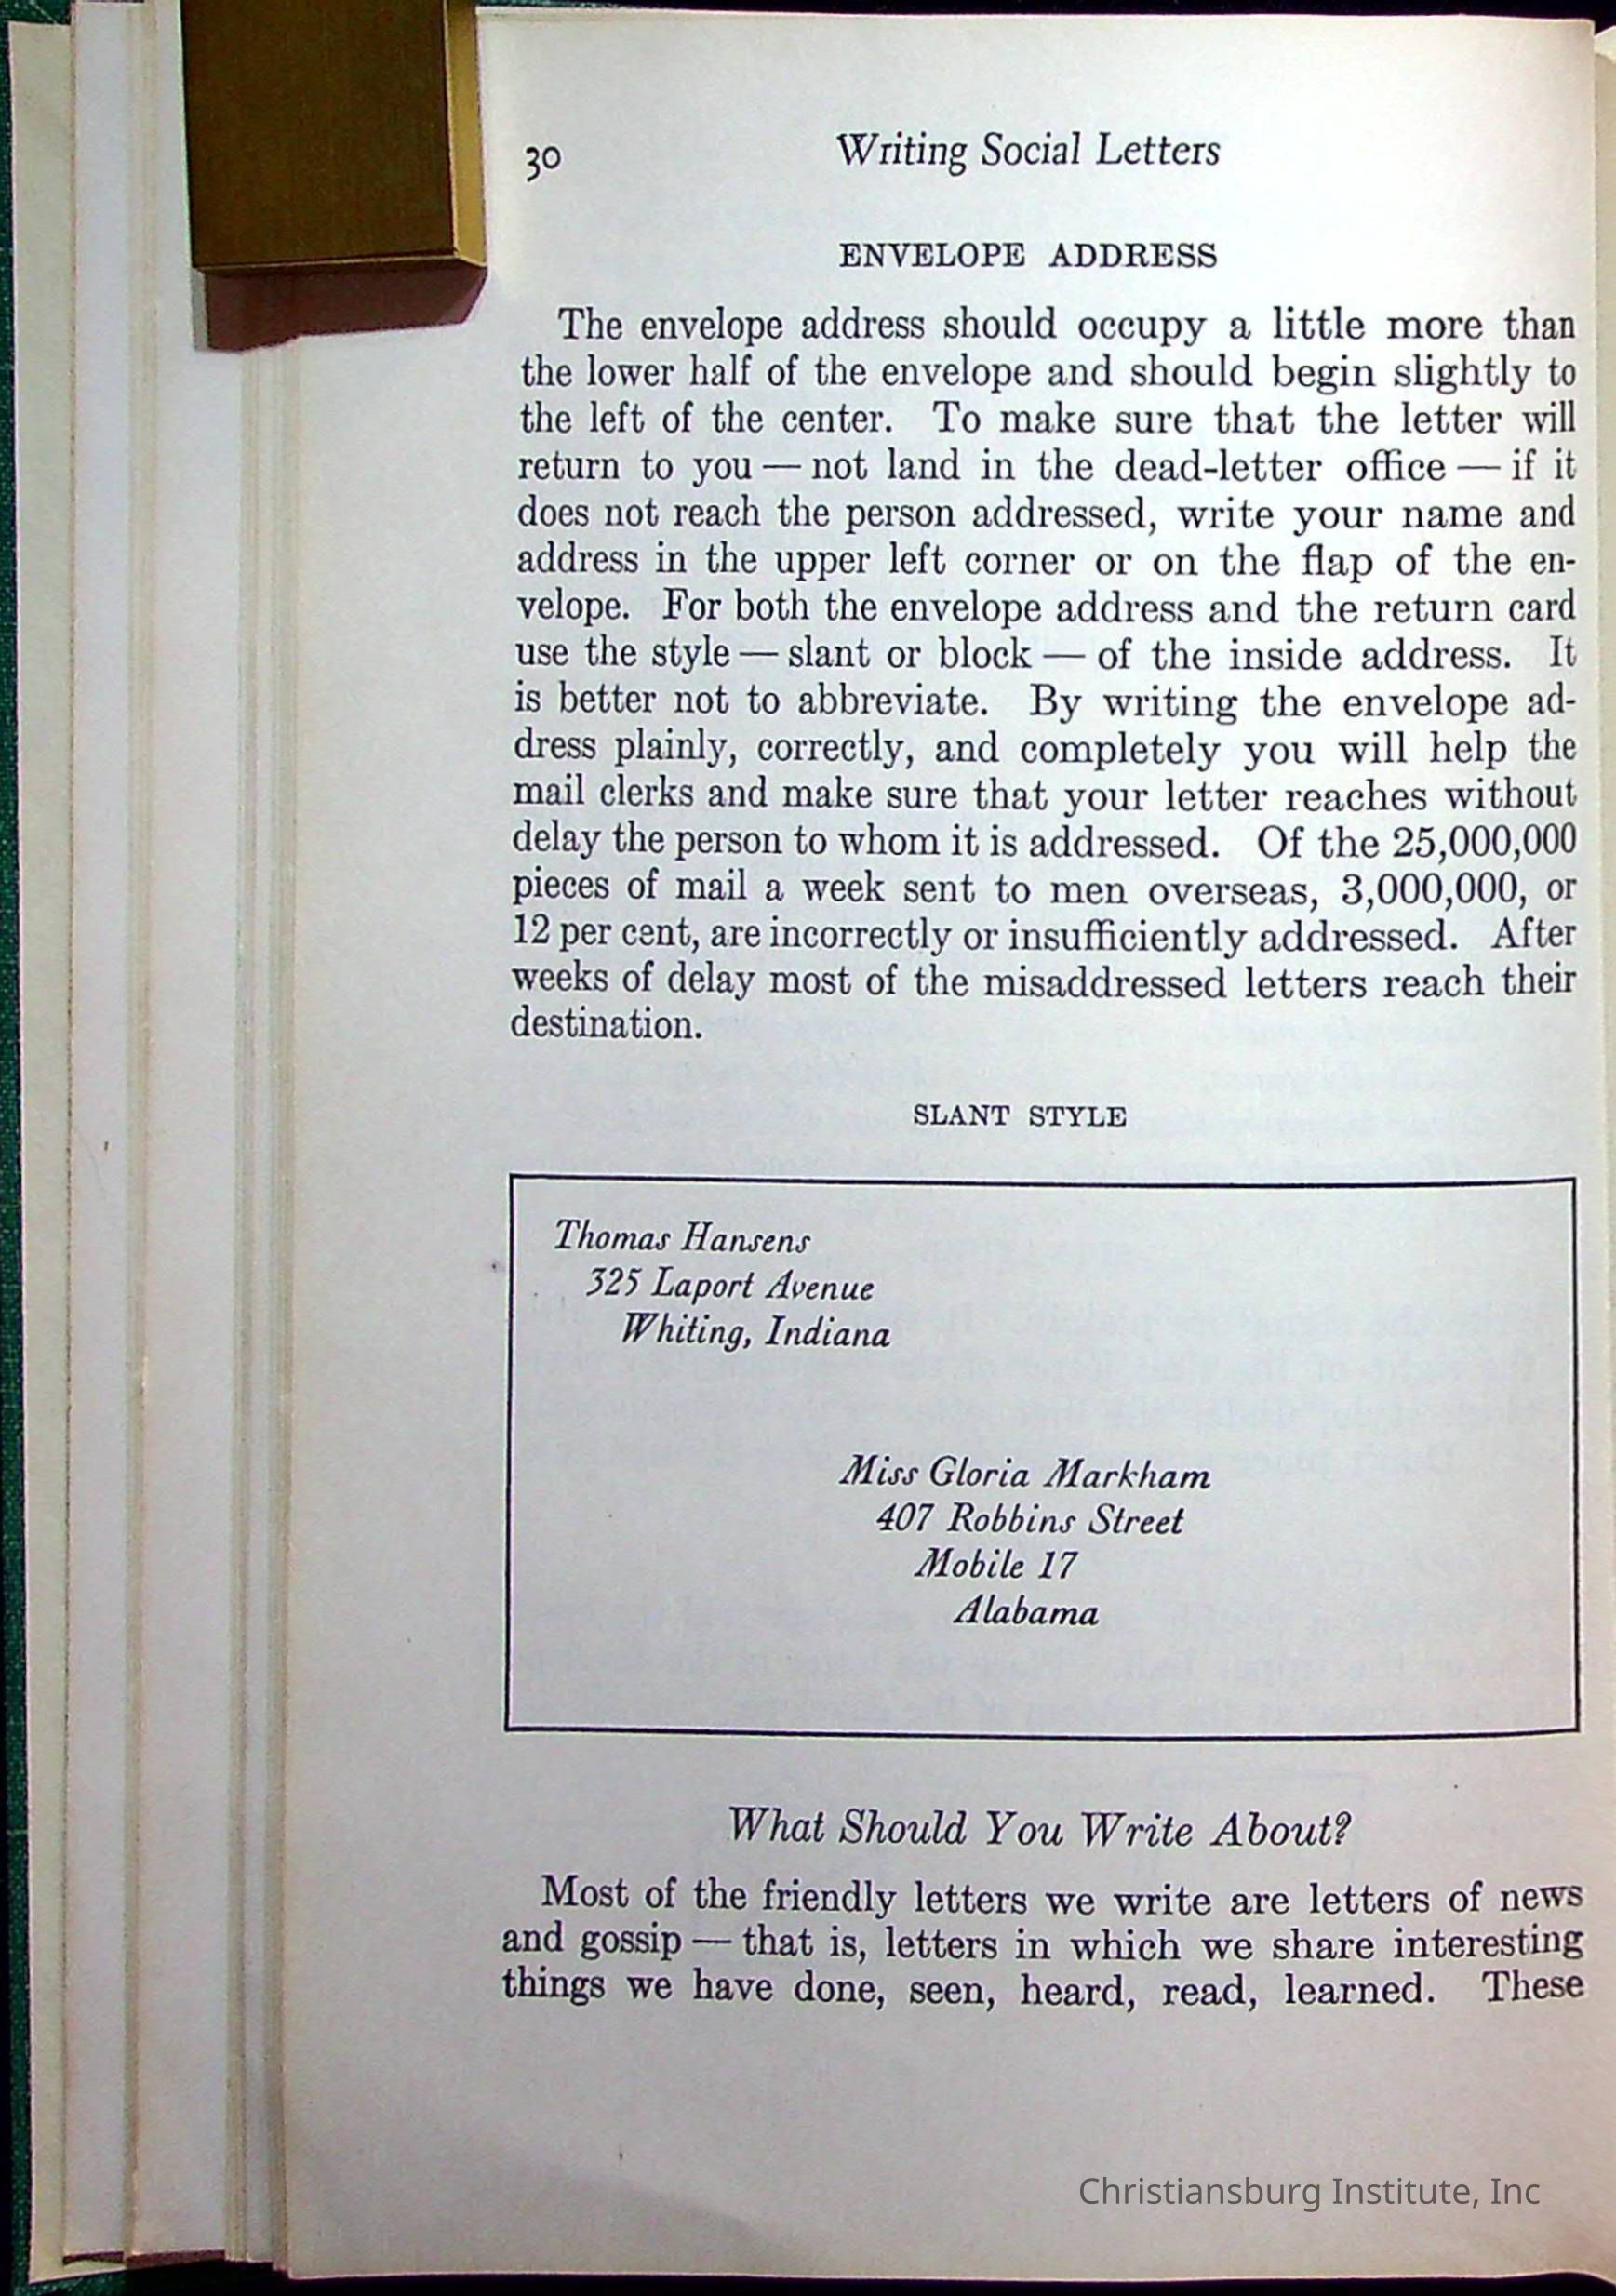 30
Writing Social Letters
ENVELOPE ADDRESS
The envelope address should occupy a little more than
the lower half of the envelope and should begin slightly to
the left of the center. To make sure that the letter will
return to you — not land in the dead-letter office — if it
does not reach the person addressed, write your name and
address in the upper left corner or on the flap of the en-
velope. For both the envelope address and the return card
use the style — slant or block — of the inside address. It
is better not to abbreviate. By writing the envelope ad-
dress plainly, correctly, and completely you will help the
mail clerks and make sure that your letter reaches without
delay the person to whom it is addressed. Of the 25,000,000
pieces of mail a week sent to men overseas, 3,000,000, or
12 per cent, are incorrectly or insufficiently addressed. After
weeks of delay most of the misaddressed letters reach their
destination.
SLANT STYLE
Thomas Hansens
325 Laport Avenue
Whiting, Indiana
Miss Gloria Markham
407 Robbins Street
Mobile 17
Alabama
What Should You Write About?
Most of the friendly letters we write are letters of news
and gossip — that is, letters in which we share interesting
things we have done, seen, heard, read, learned. These
Christiansburg Institute, Inc